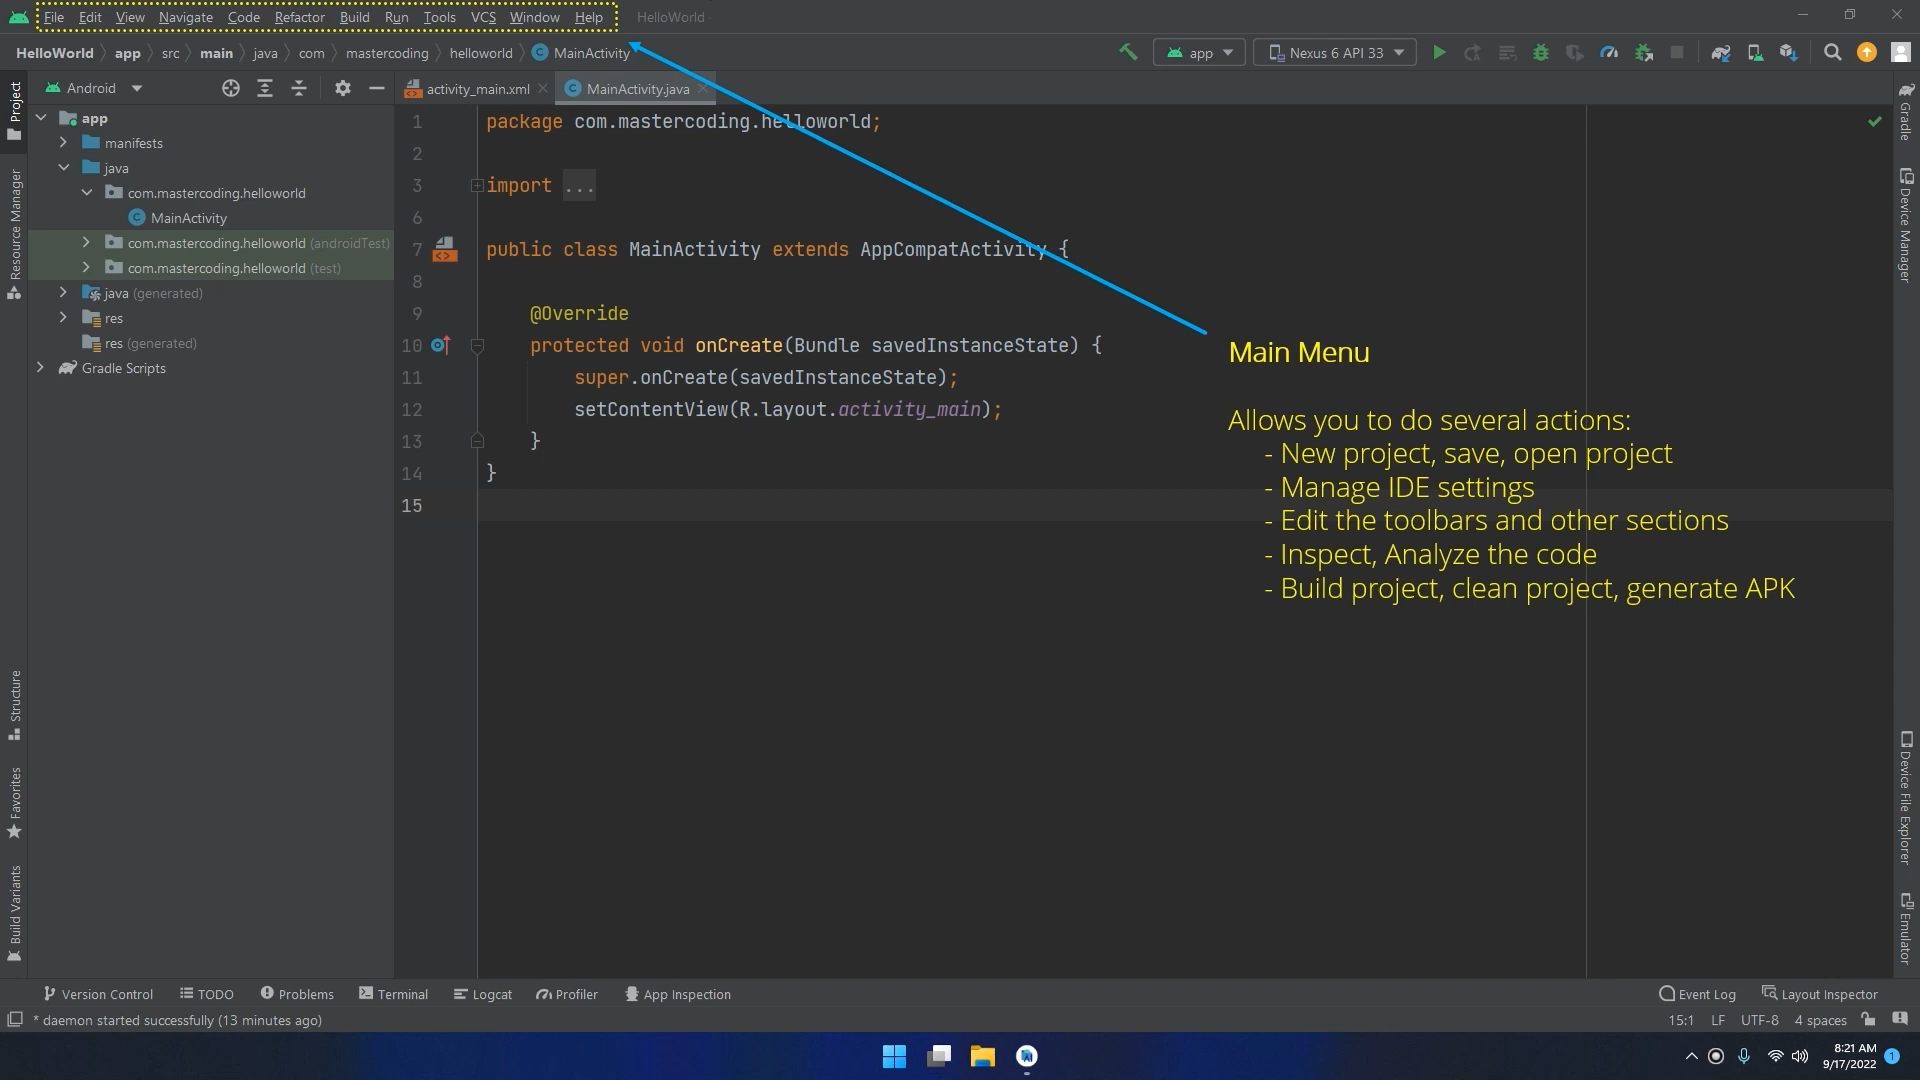 File Edit View Navigate Code Refactor Build Run Tools VCS Window Help HelloWorld
HelloWorld app src main java com mastercoding helloworld MainActivity
app Nexus 6 API 33
Android
activity_main.xml MainActivity.java
Project
Resource Manager
Structure
Favorites
Build Variants
app
manifests
java
com.mastercoding.helloworld
MainActivity
com.mastercoding.helloworld (androidTest)
com.mastercoding.helloworld (test)
java (generated)
res
res (generated)
Gradle Scripts
1 package com.mastercoding.helloworld;
2
3 import ...
6
7 public class MainActivity extends AppCompatActivity {
8
9 @Override
10 protected void onCreate(Bundle savedInstanceState) {
11 super.onCreate(savedInstanceState);
12 setContentView(R.layout.activity_main);
13 }
14 }
15
Main Menu
Allows you to do several actions:
- New project, save, open project
- Manage IDE settings
- Edit the toolbars and other sections
- Inspect, Analyze the code
- Build project, clean project, generate APK
Gradle
Device Manager
Device File Explorer
Emulator
Version Control TODO Problems Terminal Logcat Profiler App Inspection Event Log Layout Inspector
* daemon started successfully (13 minutes ago) 15:1 LF UTF-8 4 spaces
8:21 AM
9/17/2022 1